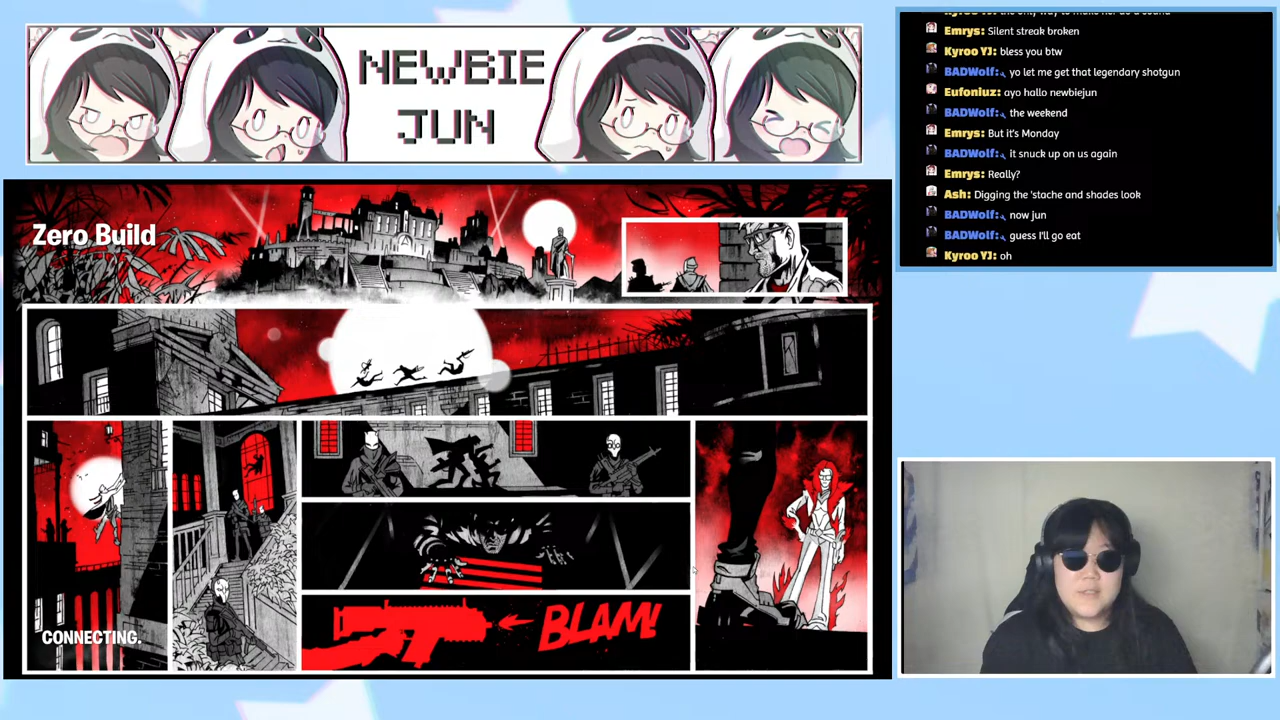 NEWBIE
JUN
Zero Build
CONNECTING.
BLAM!
Emrys: Silent streak broken
Kyroo YJ: bless you btw
BADWolf: yo let me get that legendary shotgun
Eufoniuz: ayo hallo newbiejun
BADWolf: the weekend
Emrys: But it's Monday
BADWolf: it snuck up on us again
Emrys: Really?
Ash: Digging the 'stache and shades look
BADWolf: now jun
BADWolf: guess I'll go eat
Kyroo YJ: oh